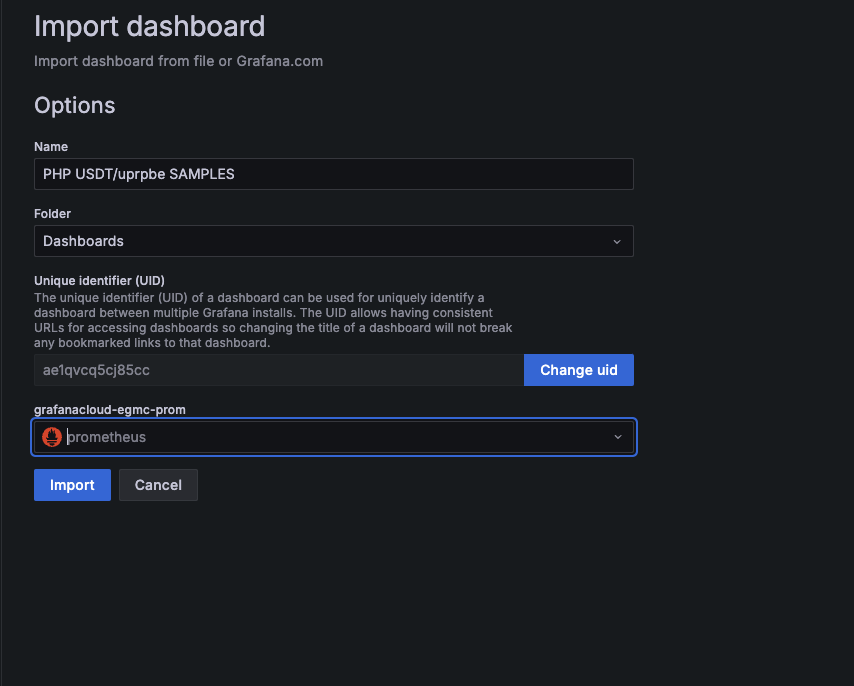 Import dashboard
Import dashboard from file or Grafana.com
Options
Name
PHP USDT/uprpbe SAMPLES
Folder
Dashboards
Unique identifier (UID)
The unique identifier (UID) of a dashboard can be used for uniquely identify a
dashboard between multiple Grafana installs. The UID allows having consistent
URLs for accessing dashboards so changing the title of a dashboard will not break
any bookmarked links to that dashboard.
ae1qvcq5cj85cc
Change uid
grafanacloud-egmc-prom
prometheus
Import
Cancel